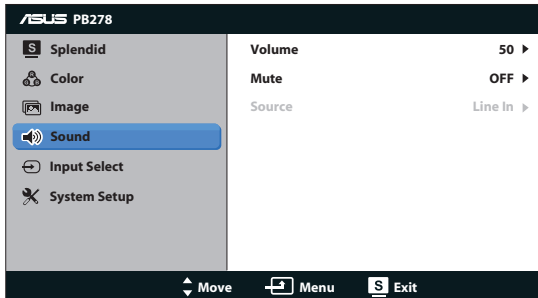 ASUS PB278
S Splendid
Color
Image
Sound
Input Select
System Setup
Volume 50
Mute OFF
Source Line In
Move Menu S Exit